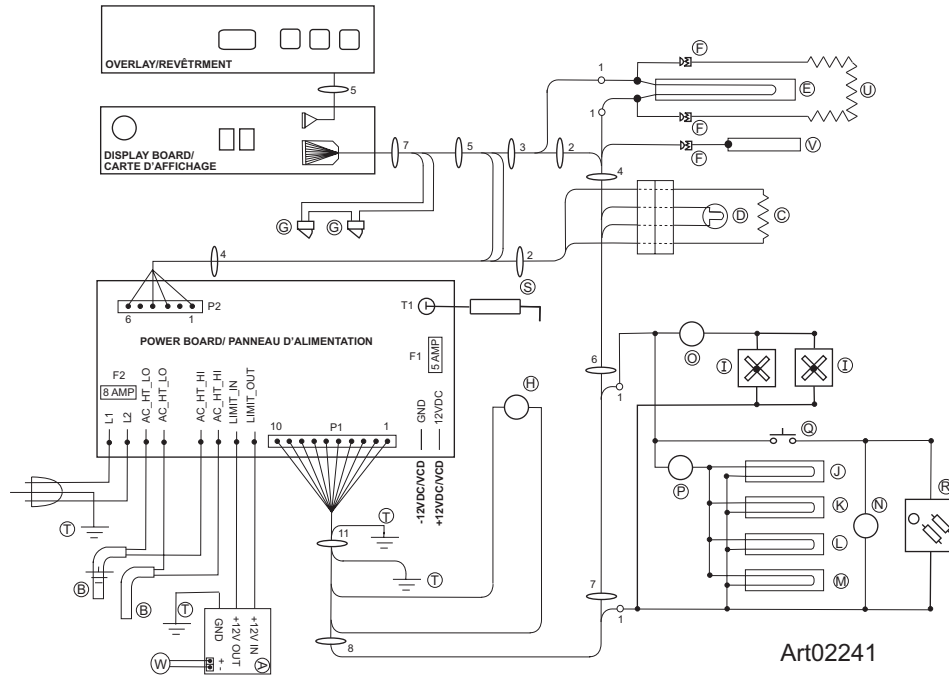 OVERLAY/REVÊTRMENT
5
DISPLAY BOARD/
CARTE D'AFFICHAGE
7
5
3
2
1
1
4
F
F
F
E
U
V
D
C
G
G
4
2
S
6
1
P2
T1
POWER BOARD/ PANNEAU D'ALIMENTATION
F1
5 AMP
F2
8 AMP
L1
L2
AC_HT_LO
AC_HT_LO
AC_HT_HI
AC_HT_HI
LIMIT_IN
LIMIT_OUT
10
P1
1
GND
12VDC
-12VDC/VCD
+12VDC/VCD
H
6
1
O
I
I
Q
P
J
K
L
M
N
R
T
T
11
T
B
B
T
GND
+12V OUT
+12V IN
+
-
A
W
8
7
1
Art02241